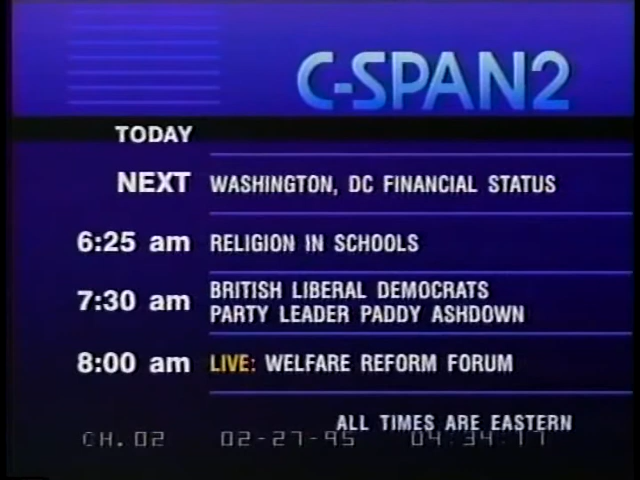 C-SPAN2
TODAY
NEXT WASHINGTON, DC FINANCIAL STATUS
6:25 am RELIGION IN SCHOOLS
7:30 am BRITISH LIBERAL DEMOCRATS
PARTY LEADER PADDY ASHDOWN
8:00 am LIVE: WELFARE REFORM FORUM
ALL TIMES ARE EASTERN
CH.02 02-27-95 04:34:17